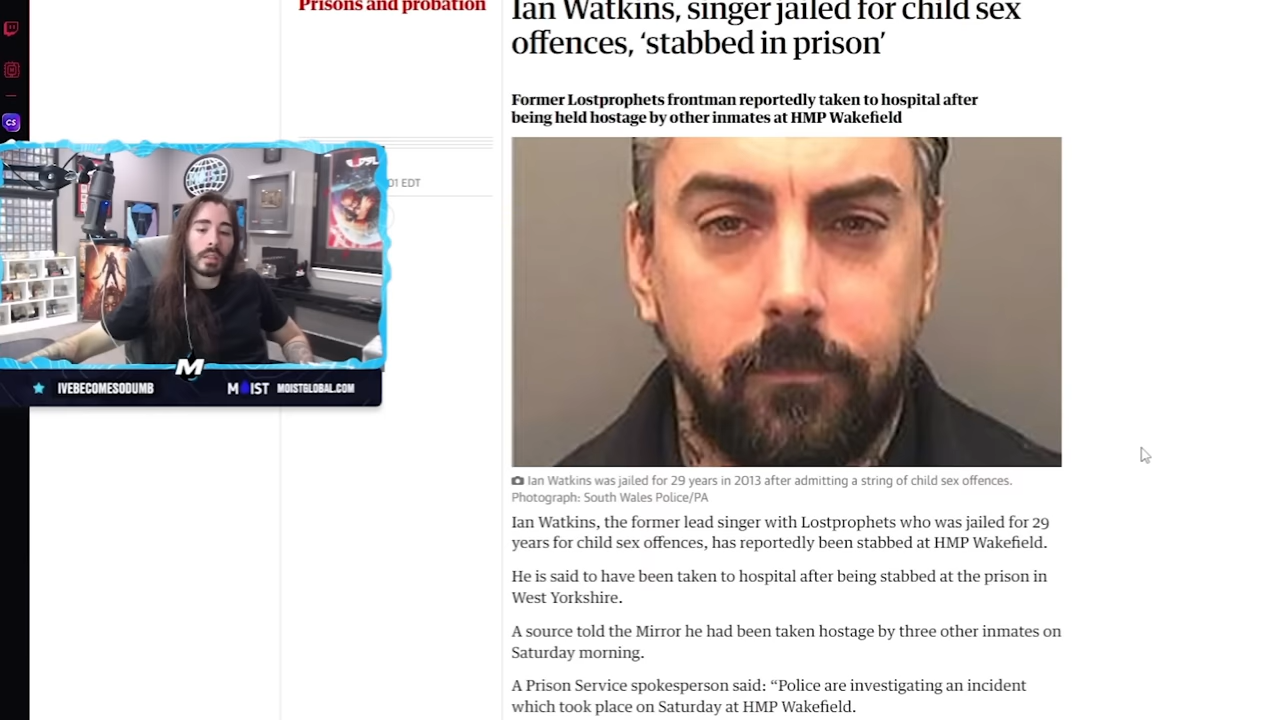 Prisons and probation
Ian Watkins, singer jailed for child sex
offences, ‘stabbed in prison’
Former Lostprophets frontman reportedly taken to hospital after
being held hostage by other inmates at HMP Wakefield
01 EDT
CS
M
IVEBECOMESODUMB
MOIST MOISTGLOBAL.COM
Ian Watkins was jailed for 29 years in 2013 after admitting a string of child sex offences.
Photograph: South Wales Police/PA
Ian Watkins, the former lead singer with Lostprophets who was jailed for 29
years for child sex offences, has reportedly been stabbed at HMP Wakefield.
He is said to have been taken to hospital after being stabbed at the prison in
West Yorkshire.
A source told the Mirror he had been taken hostage by three other inmates on
Saturday morning.
A Prison Service spokesperson said: “Police are investigating an incident
which took place on Saturday at HMP Wakefield.